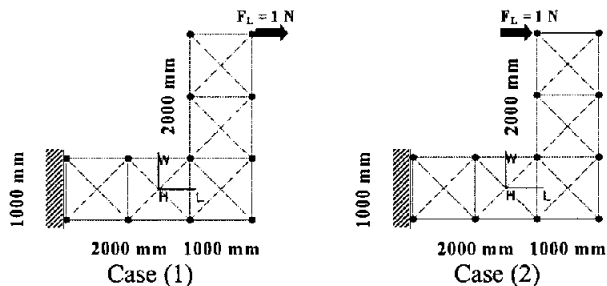 F_L = 1 N
2000 mm
W
H
L
1000 mm
2000 mm 1000 mm
Case (1)
F_L = 1 N
2000 mm
W
H
L
1000 mm
2000 mm 1000 mm
Case (2)